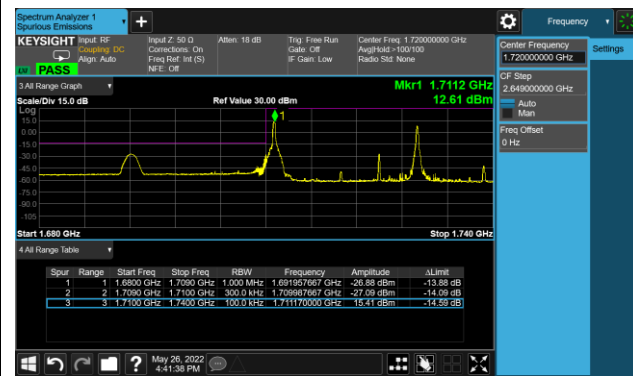 Spectrum Analyzer 1
Spurious Emissions
Frequency
KEYSIGHT
Input: RF
Coupling: DC
Align: Auto
Input Z: 50 Ω
Corrections: On
Freq Ref: Int (S)
NFE: Off
Atten: 18 dB
Trig: Free Run
Gate: Off
IF Gain: Low
Center Freq: 1.720000000 GHz
Avg|Hold:>100/100
Radio Std: None
LW PASS
Center Frequency
1.720000000 GHz
Settings
CF Step
2.649000000 GHz
Auto
Man
Freq Offset
0 Hz
3 All Range Graph
Mkr1 1.7112 GHz
Scale/Div 15.0 dB
Ref Value 30.00 dBm
12.61 dBm
Log
1
15.0
0.00
-15.0
-30.0
-45.0
-60.0
-75.0
-90.0
-105
Start 1.680 GHz
Stop 1.740 GHz
4 All Range Table
Spur Range Start Freq Stop Freq RBW Frequency Amplitude ΔLimit
1 1 1.6800 GHz 1.7090 GHz 1.000 MHz 1.691957667 GHz -26.88 dBm -13.88 dB
2 2 1.7090 GHz 1.7100 GHz 300.0 kHz 1.709987667 GHz -27.09 dBm -14.09 dB
3 3 1.7100 GHz 1.7400 GHz 100.0 kHz 1.711170000 GHz 15.41 dBm -14.59 dB
?
May 26, 2022
4:41:38 PM